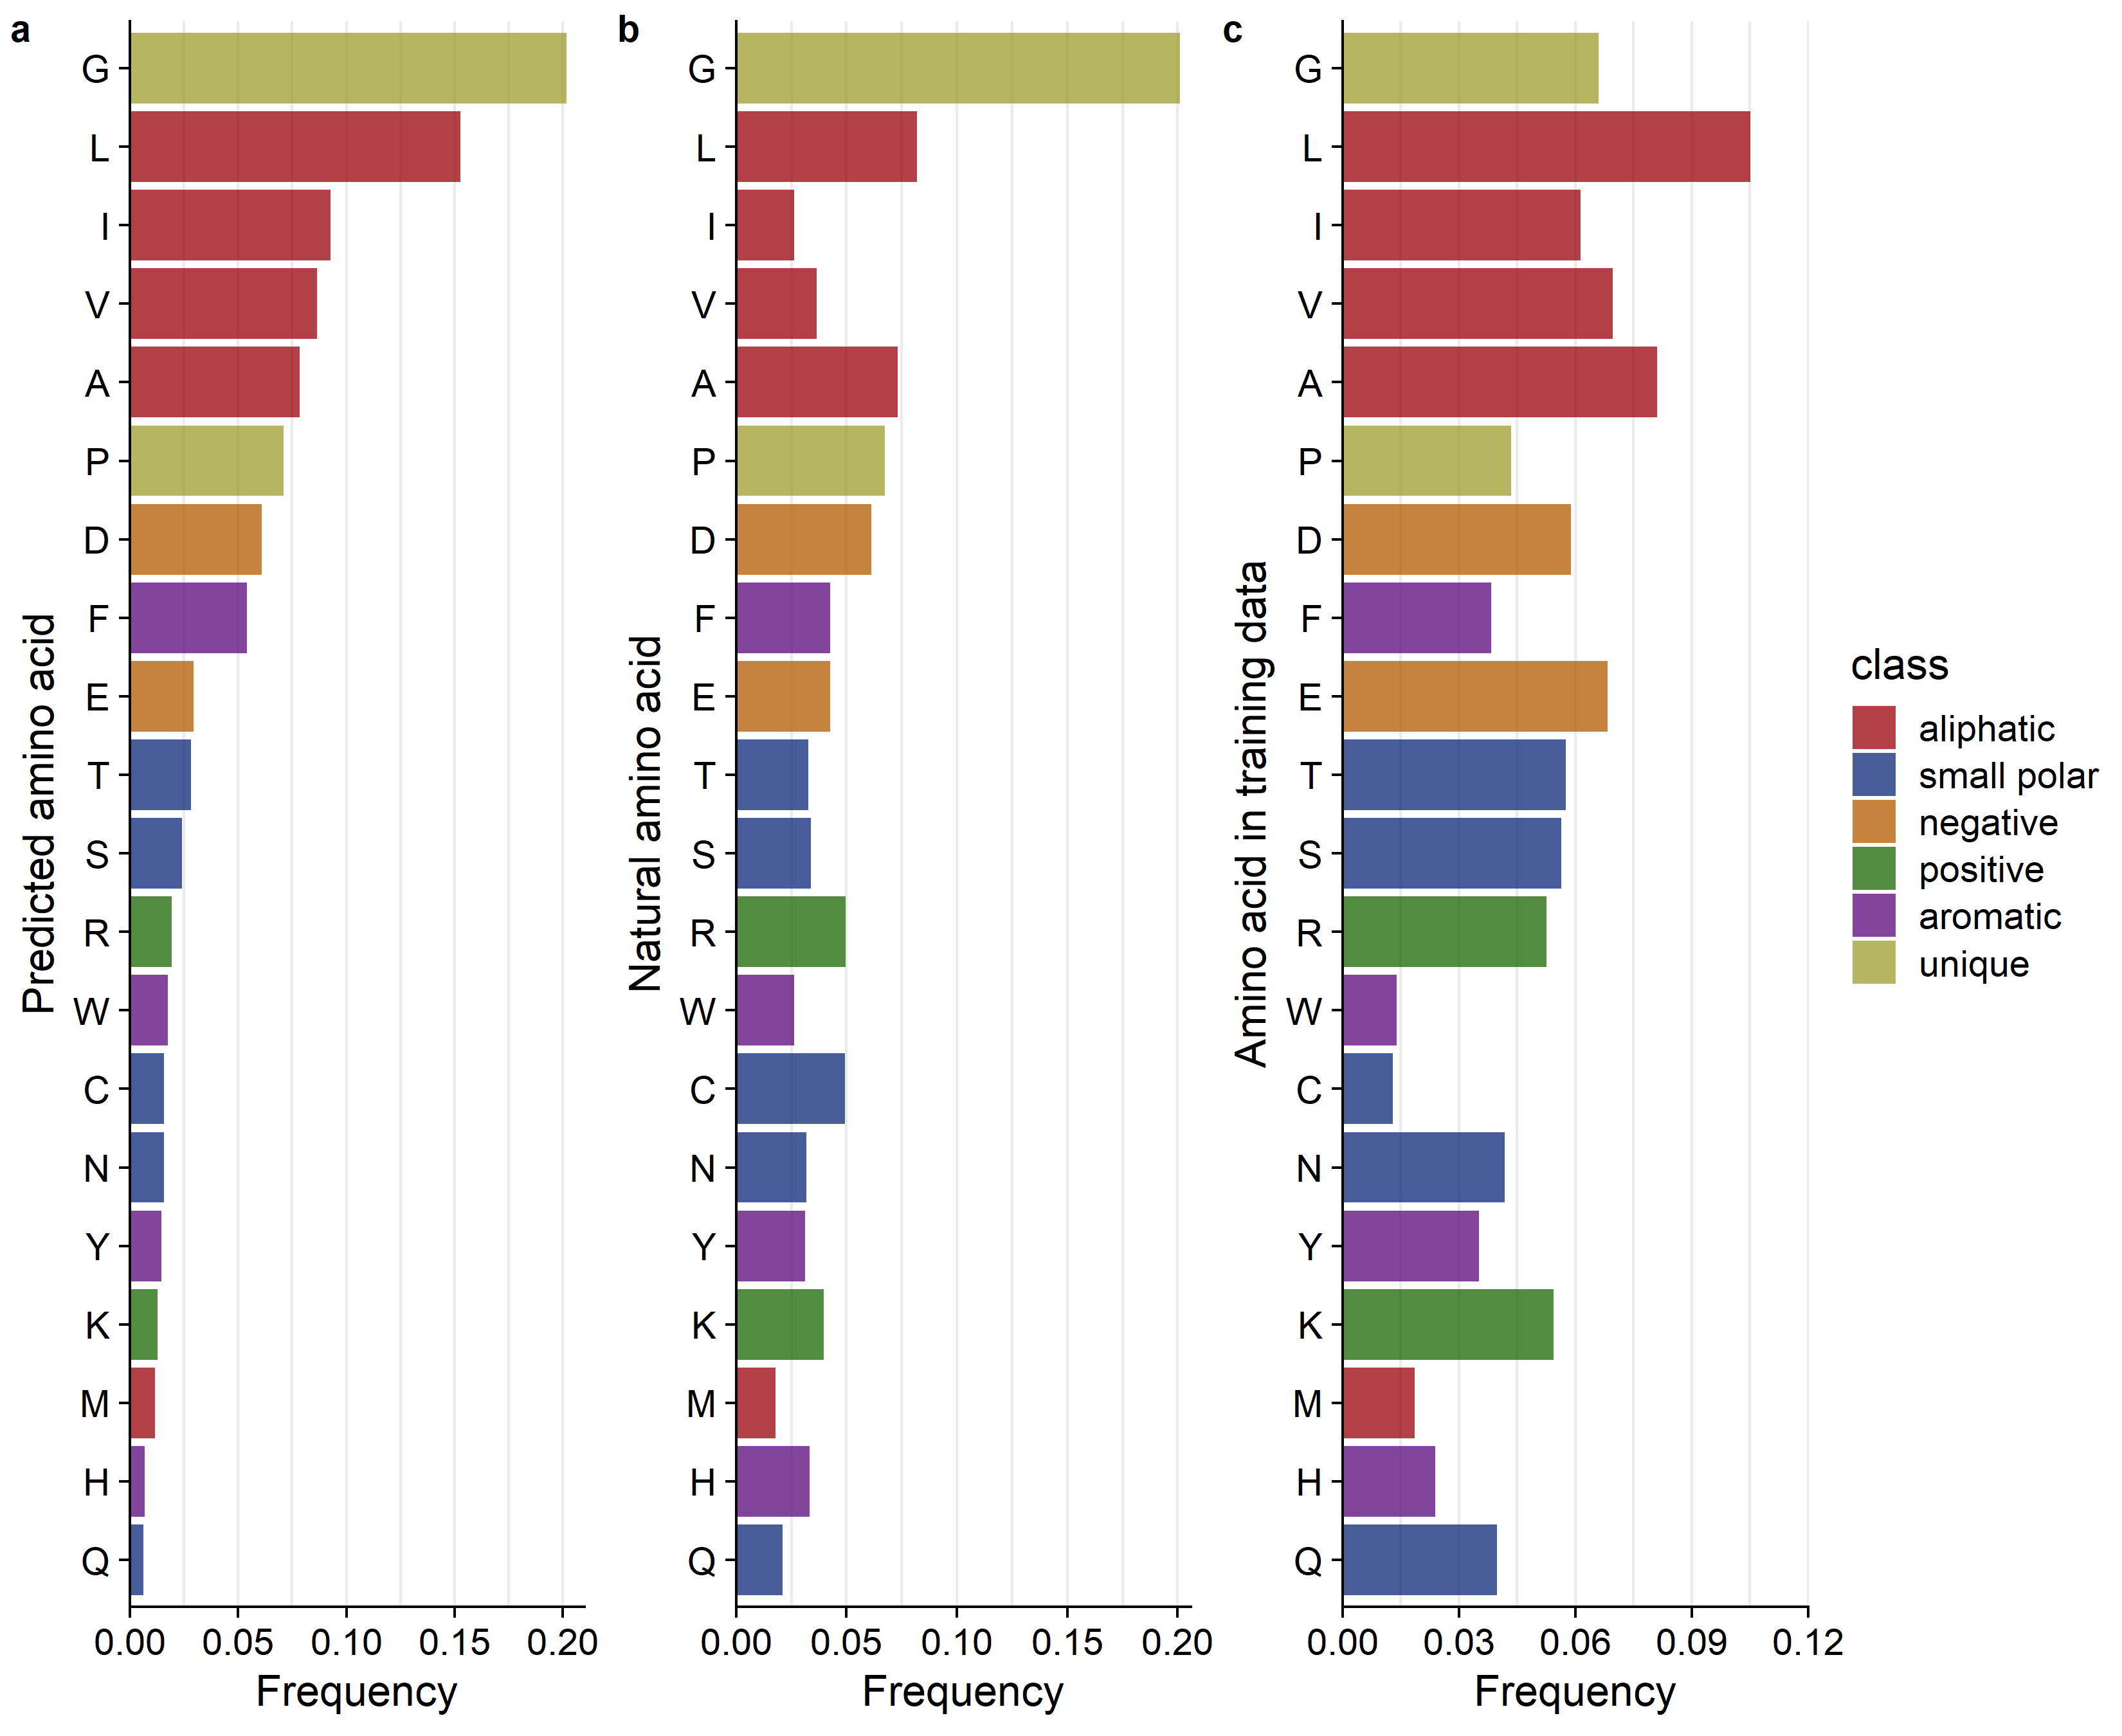 a
Predicted amino acid
G
L
I
V
A
P
D
F
E
T
S
R
W
C
N
Y
K
M
H
Q
0.00 0.05 0.10 0.15 0.20
Frequency
b
Natural amino acid
G
L
I
V
A
P
D
F
E
T
S
R
W
C
N
Y
K
M
H
Q
0.00 0.05 0.10 0.15 0.20
Frequency
c
Amino acid in training data
G
L
I
V
A
P
D
F
E
T
S
R
W
C
N
Y
K
M
H
Q
0.00 0.03 0.06 0.09 0.12
Frequency
class
aliphatic
small polar
negative
positive
aromatic
unique